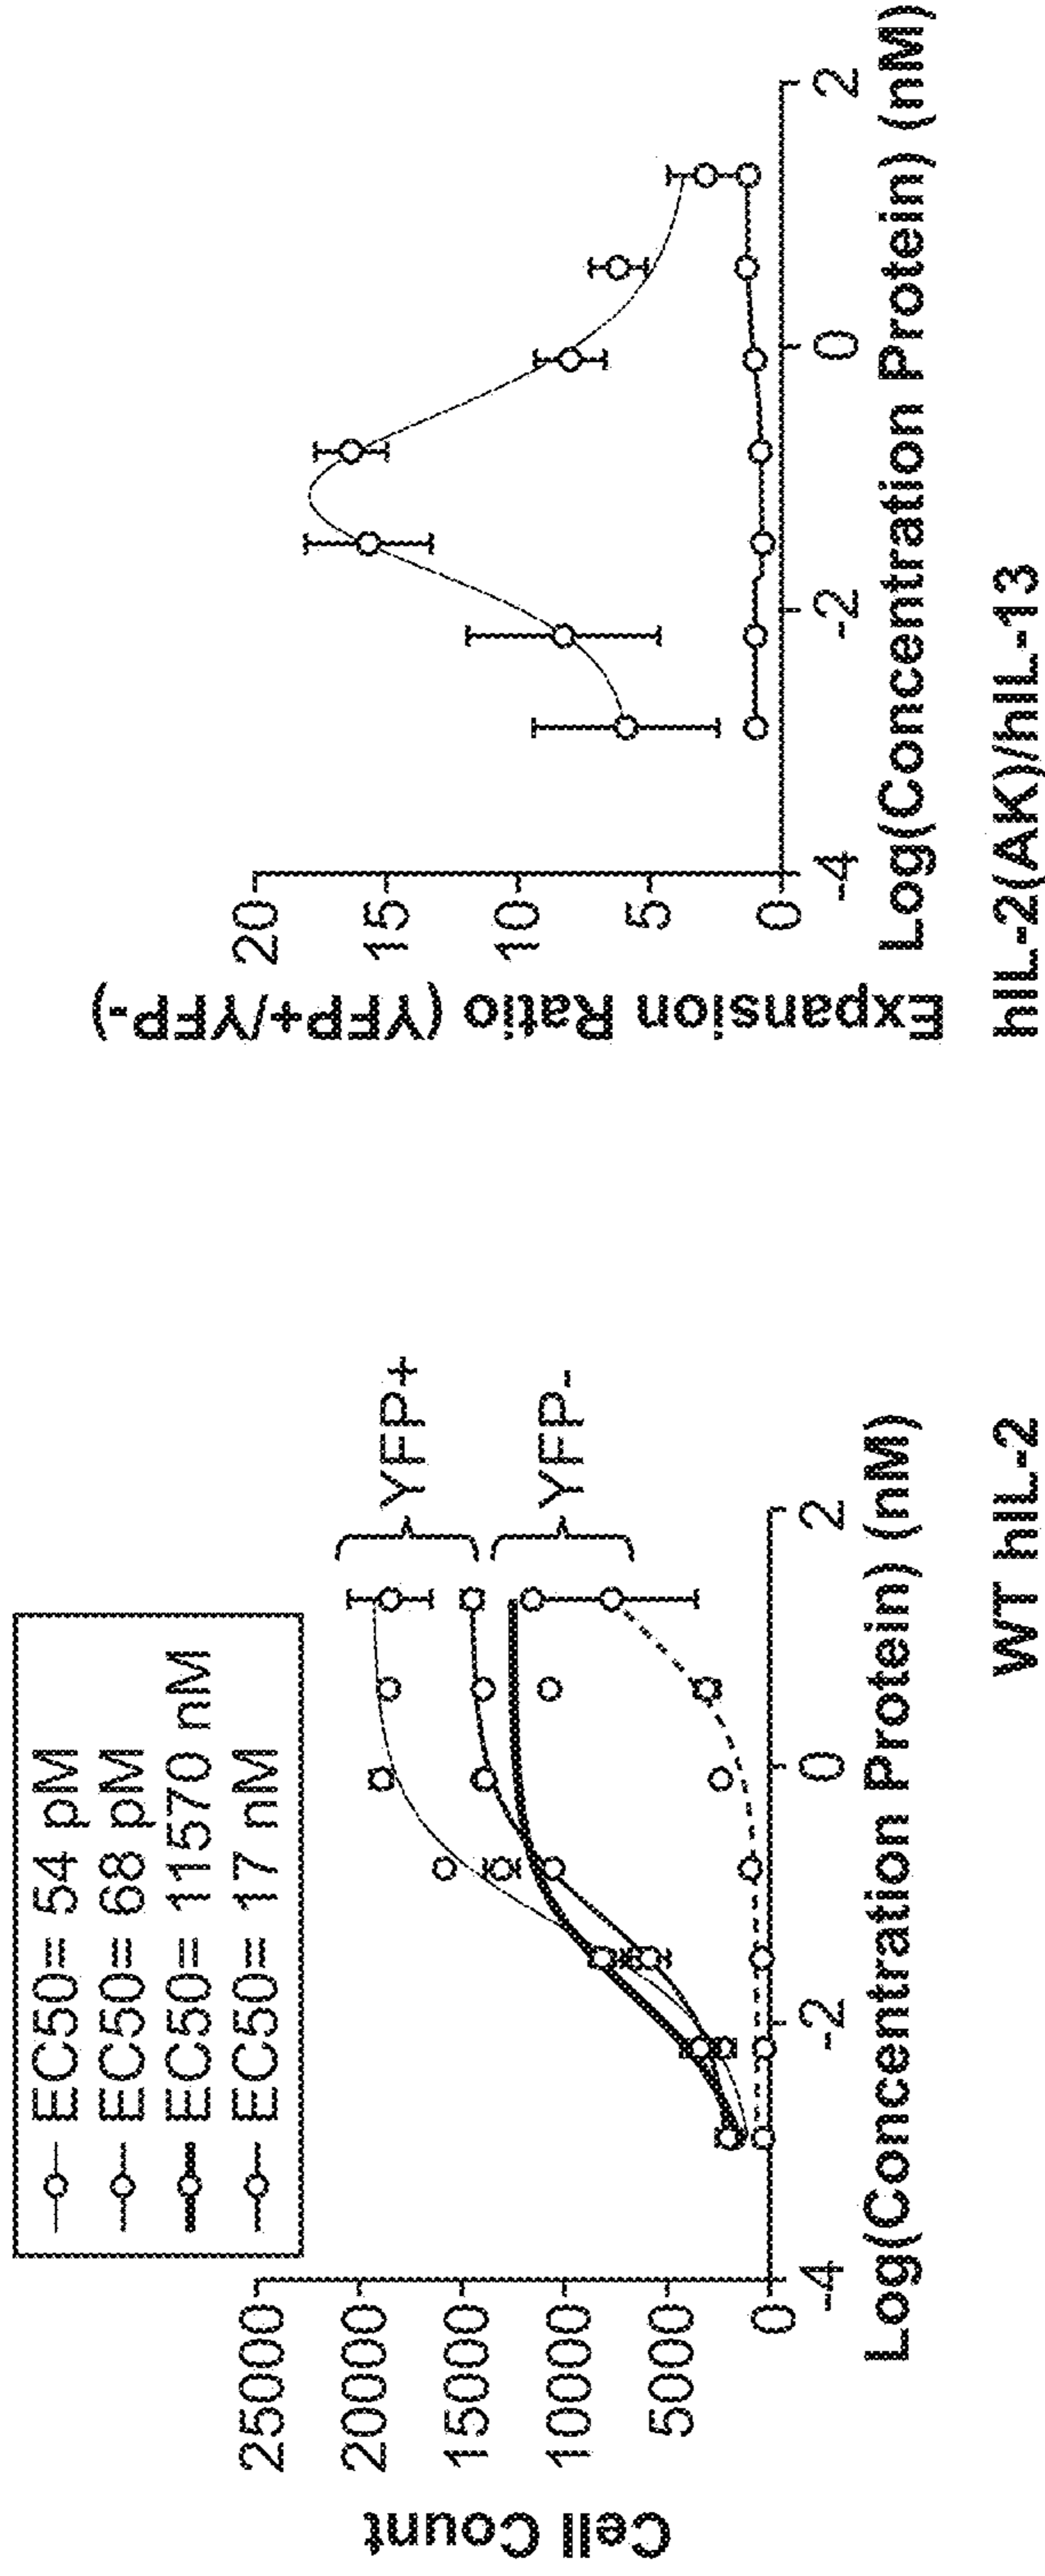 EC50= 54 pM
EC50= 68 pM
EC50= 11570 nM
EC50= 17 nM
Cell Count
25000
20000
15000
10000
5000
0
-4
-2
0
2
YFP+
YFP-
Log(Concentration Protein) (nM)
WT hIL-2
Expansion Ratio (YFP+/YFP-)
20
15
10
5
0
-4
-2
0
2
Log(Concentration Protein) (nM)
hIL-2(AK)/hIL-13